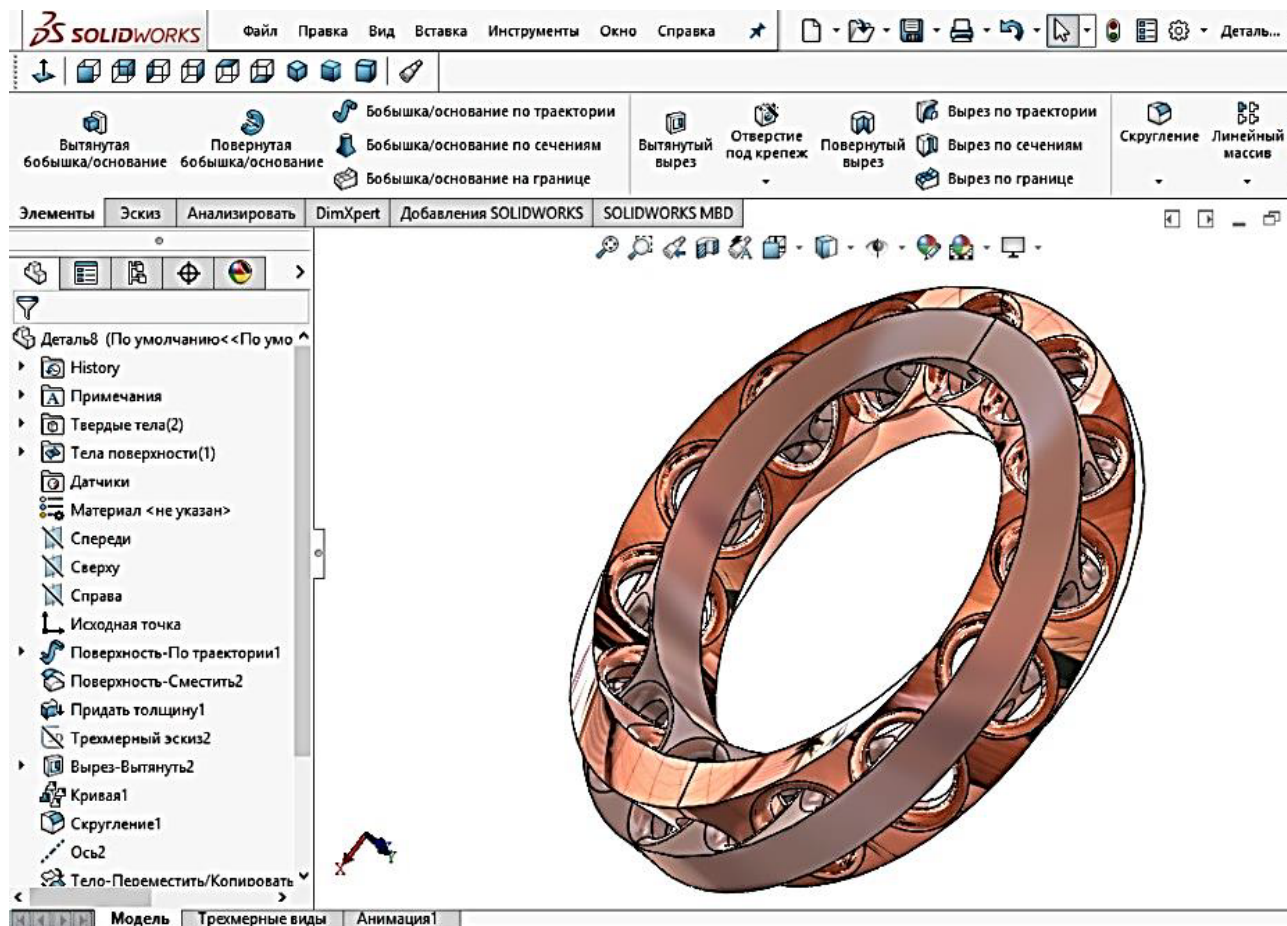 SOLIDWORKS
Файл Правка Вид Вставка Инструменты Окно Справка
Деталь...
Вытянутая бобышка/основание
Повернутая бобышка/основание
Бобышка/основание по траектории
Бобышка/основание по сечениям
Бобышка/основание на границе
Вытянутый вырез
Отверстие под крепеж
Повернутый вырез
Вырез по траектории
Вырез по сечениям
Вырез по границе
Скругление
Линейный массив
Элементы Эскиз Анализировать DimXpert Добавления SOLIDWORKS SOLIDWORKS MBD
Деталь8 (По умолчанию<<По умо
History
Примечания
Твердые тела(2)
Тела поверхности(1)
Датчики
Материал <не указан>
Спереди
Сверху
Справа
Исходная точка
Поверхность-По траектории1
Поверхность-Сместить2
Придать толщину1
Трехмерный эскиз2
Вырез-Вытянуть2
Кривая1
Скругление1
Ось2
Тело-Переместить/Копировать
X
Y
Модель Трехмерные виды Анимация1